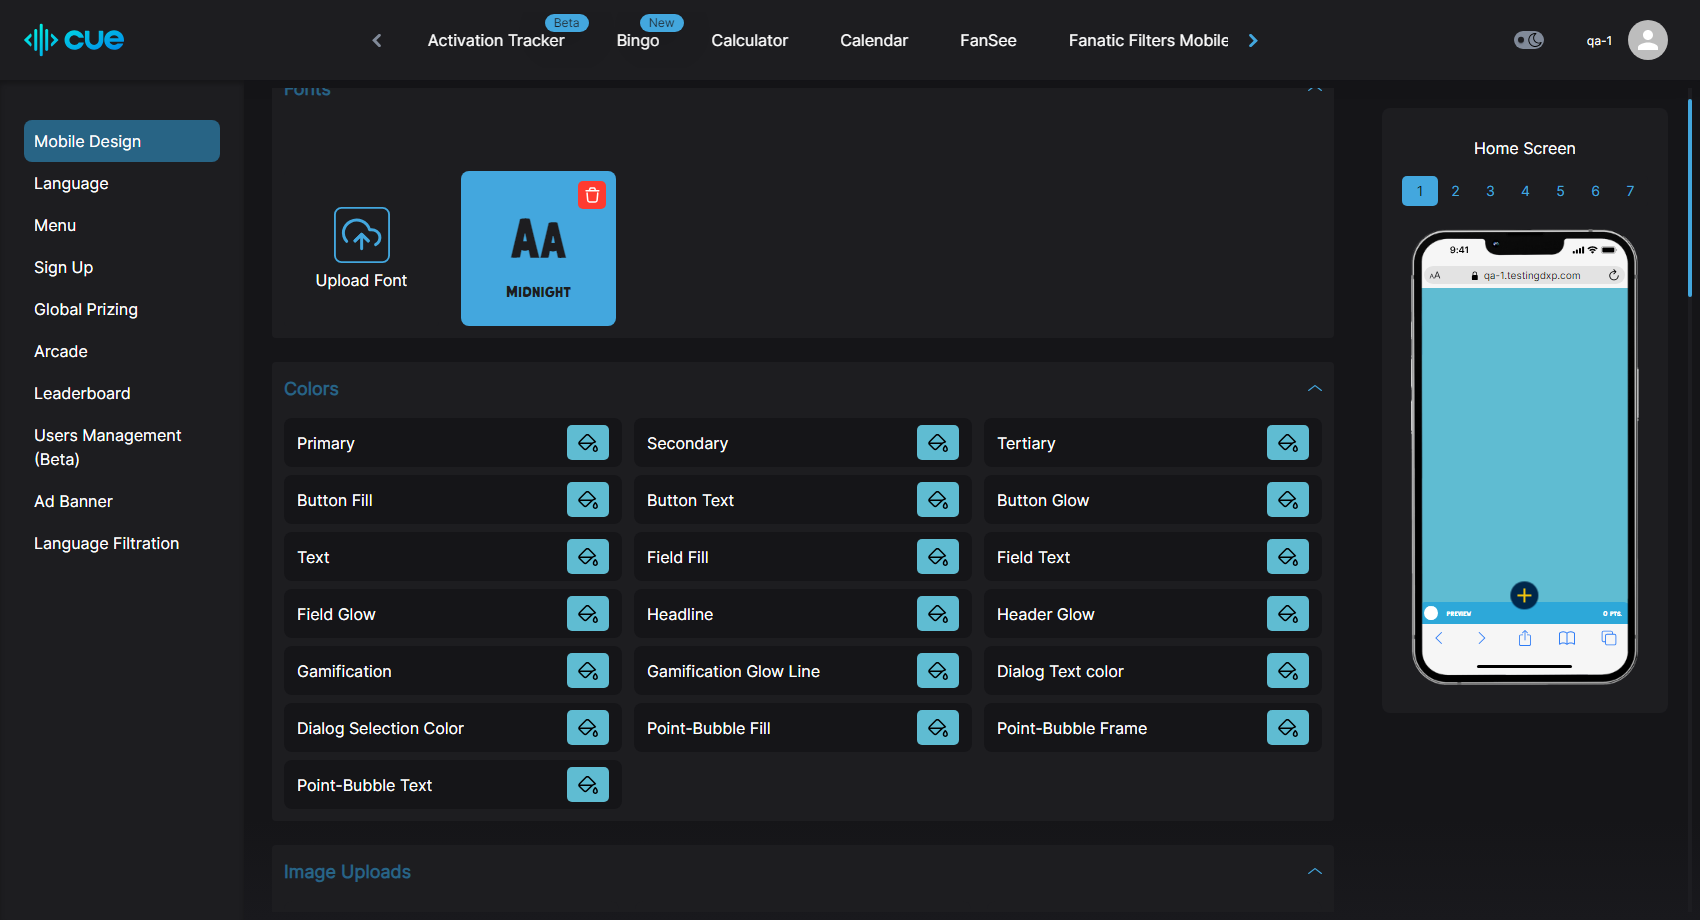 cue
Activation Tracker
Beta
Bingo
New
Calculator
Calendar
FanSee
Fanatic Filters Mobile
qa-1
Mobile Design
Language
Menu
Sign Up
Global Prizing
Arcade
Leaderboard
Users Management
(Beta)
Ad Banner
Language Filtration
Fonts
Upload Font
AA
MIDNIGHT
Colors
Primary
Secondary
Tertiary
Button Fill
Button Text
Button Glow
Text
Field Fill
Field Text
Field Glow
Headline
Header Glow
Gamification
Gamification Glow Line
Dialog Text color
Dialog Selection Color
Point-Bubble Fill
Point-Bubble Frame
Point-Bubble Text
Image Uploads
Home Screen
1 2 3 4 5 6 7
9:41
AA qa-1.testingdxp.com
PREVIEW 0 PTS.